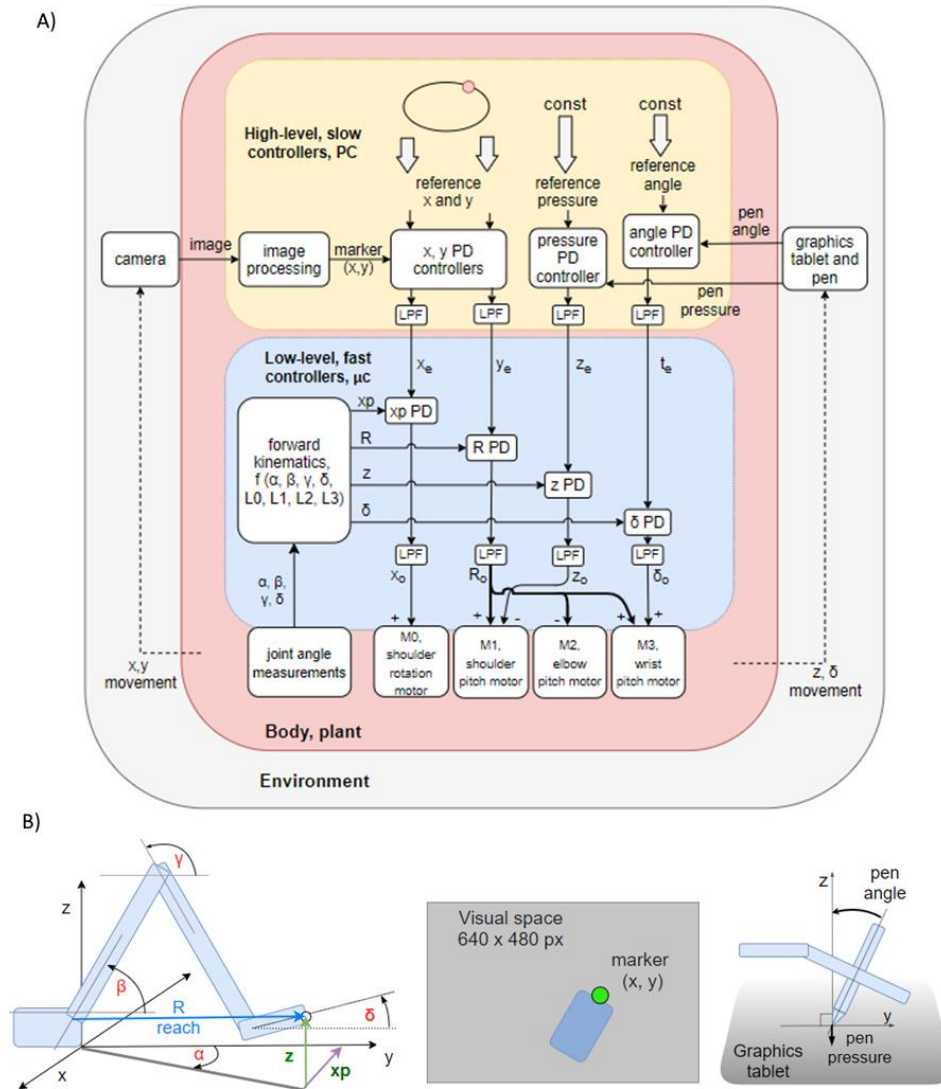 A)
const
const
High-level, slow
controllers, PC
reference
x and y
reference
pressure
reference
angle
pen
angle
image
marker
(x,y)
camera
image
processing
x, y PD
controllers
pressure
PD
controller
angle PD
controller
graphics
tablet and
pen
pen
pressure
LPF
LPF
LPF
LPF
Low-level, fast
controllers, μc
xₑ
yₑ
zₑ
tₑ
xp
xp PD
R
R PD
forward
kinematics,
f (α, β, γ, δ,
L0, L1, L2, L3)
z
z PD
δ
δ PD
LPF
LPF
LPF
LPF
α, β,
γ, δ
xₒ
Rₒ
zₒ
δₒ
+
+
-
-
+
+
joint angle
measurements
M0,
shoulder
rotation
motor
M1,
shoulder
pitch motor
M2,
elbow
pitch motor
M3,
wrist
pitch motor
x,y
movement
z, δ
movement
Body, plant
Environment
B)
γ
z
β
R
reach
δ
α
z
xp
y
x
Visual space
640 x 480 px
marker
(x, y)
z
pen
angle
y
pen
pressure
Graphics
tablet